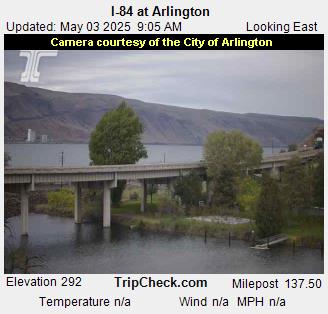 I-84 at Arlington
Updated: May 03 2025 9:05 AM Looking East
Camera courtesy of the City of Arlington
Elevation 292 TripCheck.com Milepost 137.50
Temperature n/a Wind n/a MPH n/a